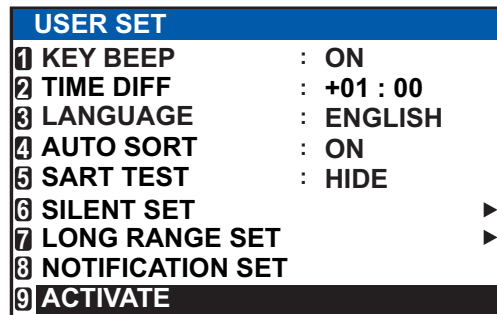 USER SET
1 KEY BEEP : ON
2 TIME DIFF : +01 : 00
3 LANGUAGE : ENGLISH
4 AUTO SORT : ON
5 SART TEST : HIDE
6 SILENT SET ▶
7 LONG RANGE SET ▶
8 NOTIFICATION SET
9 ACTIVATE